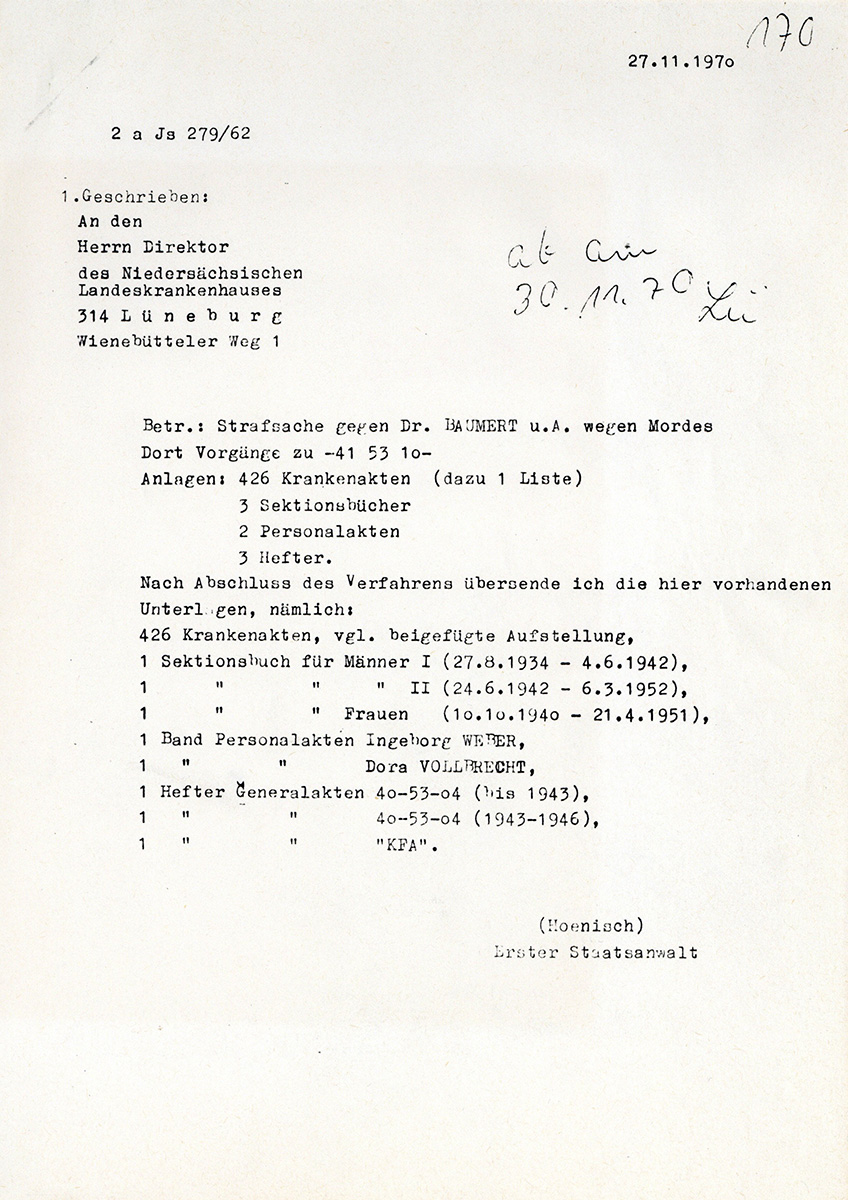 170
27.11.197o
2 a Js 279/62
1.Geschrieben:
An den
Herrn Direktor
des Niedersächsischen
Landeskrankenhauses
314 L ü n e b u r g
Wienebütteler Weg 1
ab am
30.11.70 Lü
Betr.: Strafsache gegen Dr. BAUMERT u.A. wegen Mordes
Dort Vorgänge zu -41 53 1o-
Anlagen: 426 Krankenakten (dazu 1 Liste)
3 Sektionsbücher
2 Personalakten
3 Hefter.
Nach Abschluss des Verfahrens übersende ich die hier vorhandenen
Unterlagen, nämlich:
426 Krankenakten, vgl. beigefügte Aufstellung,
1 Sektionsbuch für Männer I (27.8.1934 - 4.6.1942),
1 " " " II (24.6.1942 - 6.3.1952),
1 " " Frauen (1o.1o.194o - 21.4.1951),
1 Band Personalakten Ingeborg WEBER,
1 " " Dora VOLLBRECHT,
1 Hefter Generalakten 4o-53-o4 (bis 1943),
1 " " 4o-53-o4 (1943-1946),
1 " " "KFA".
(Hoenisch)
Erster Staatsanwalt